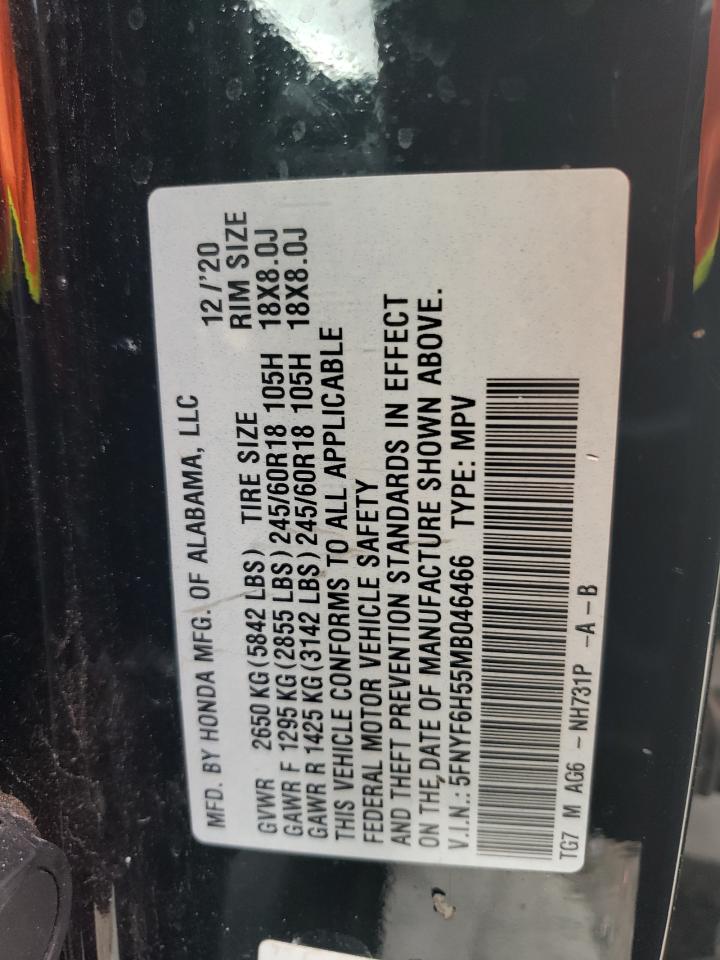 MFD. BY HONDA MFG. OF ALABAMA, LLC 12/'20
GVWR 2650 KG (5842 LBS) TIRE SIZE RIM SIZE
GAWR F 1295 KG (2855 LBS) 245/60R18 105H 18X8.0J
GAWR R 1425 KG (3142 LBS) 245/60R18 105H 18X8.0J
THIS VEHICLE CONFORMS TO ALL APPLICABLE
FEDERAL MOTOR VEHICLE SAFETY
AND THEFT PREVENTION STANDARDS IN EFFECT
ON THE DATE OF MANUFACTURE SHOWN ABOVE.
V.I.N.: 5FNYF6H55MB046466 TYPE: MPV
TG7 M AG6 - NH731P -A-B